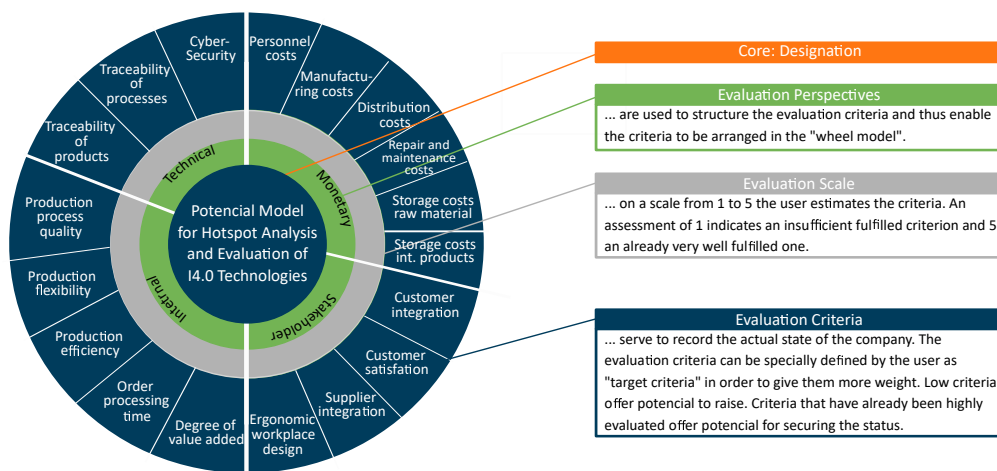 Cyber-
Security
Personnel
costs
Manufactu-
ring costs
Distribution
costs
Repair and
maintenance
costs
Storage costs
raw material
Storage costs
int. products
Customer
integration
Customer
satisfaction
Supplier
integration
Ergonomic
workplace
design
Degree of
value added
Order
processing
time
Production
efficiency
Production
flexibility
Production
process
quality
Traceability
of
products
Traceability
of
processes
Technical
Monetary
Stakeholder
Internal
Potencial Model
for Hotspot Analysis
and Evaluation of
I4.0 Technologies
Core: Designation
Evaluation Perspectives
... are used to structure the evaluation criteria and thus enable
the criteria to be arranged in the "wheel model".
Evaluation Scale
... on a scale from 1 to 5 the user estimates the criteria. An
assessment of 1 indicates an insufficient fulfilled criterion and 5
an already very well fulfilled one.
Evaluation Criteria
... serve to record the actual state of the company. The
evaluation criteria can be specially defined by the user as
"target criteria" in order to give them more weight. Low criteria
offer potencial to raise. Criteria that have already been highly
evaluated offer potencial for securing the status.